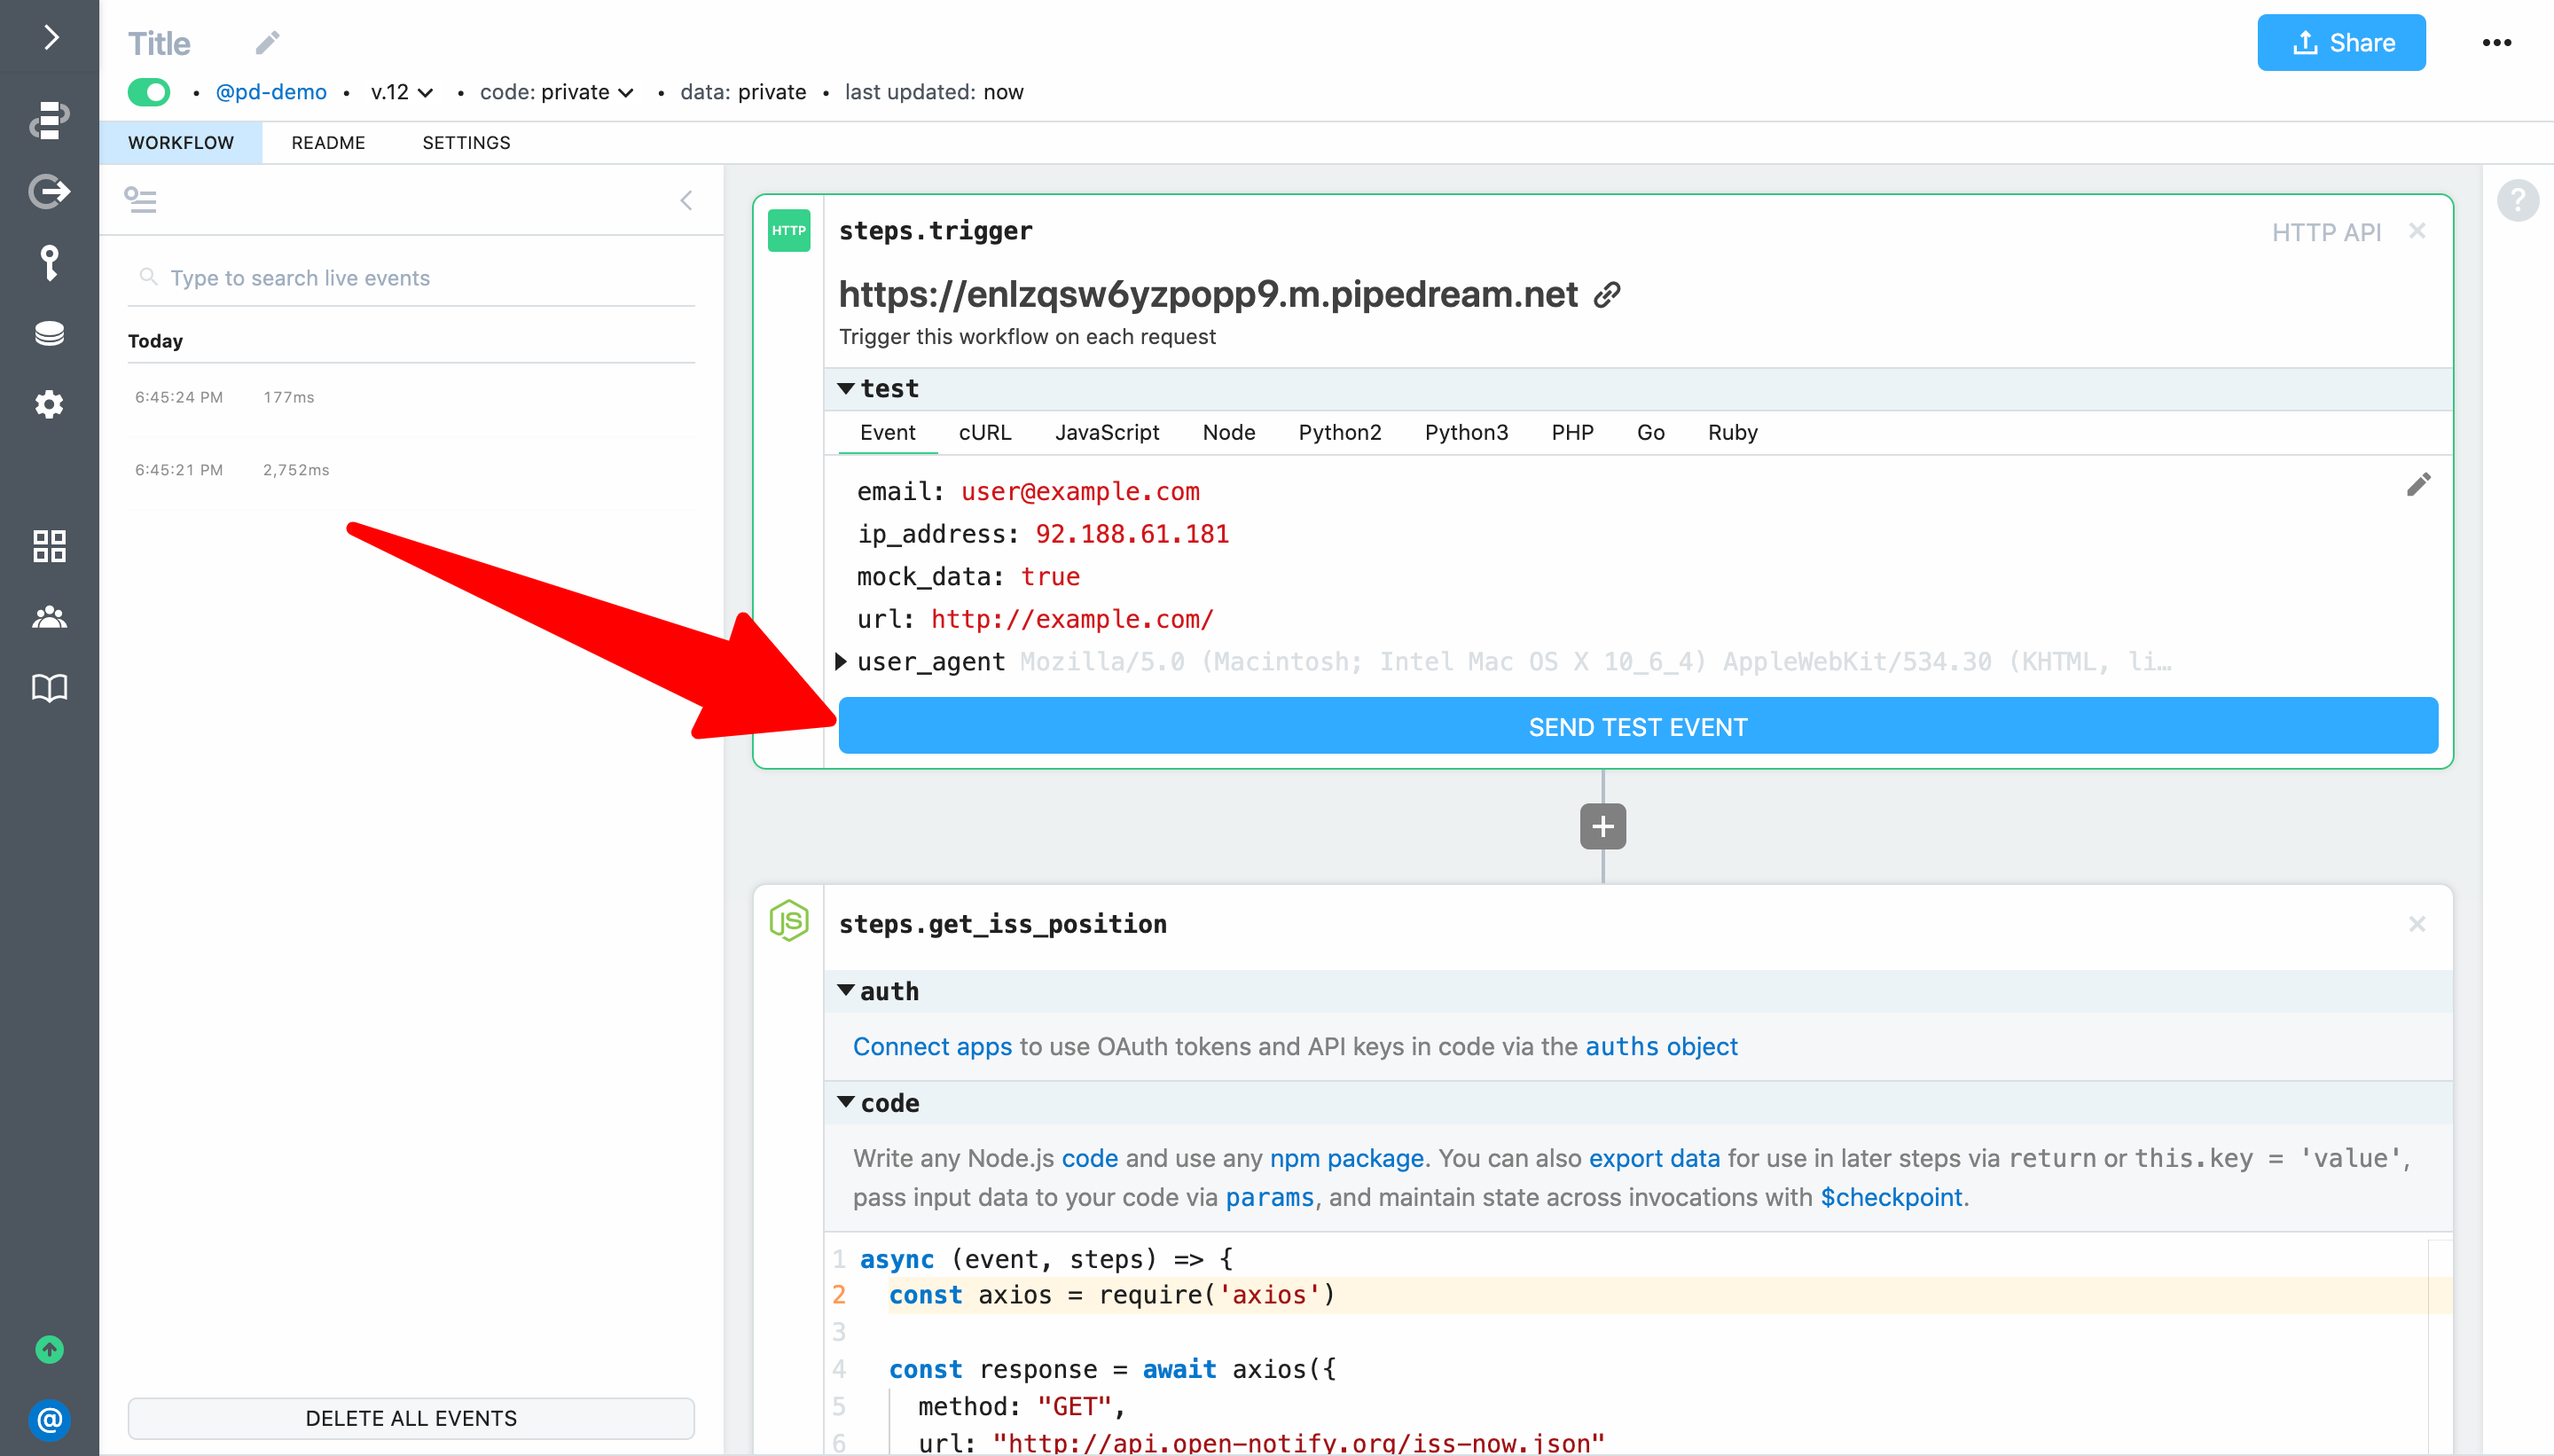 Title
Share
• @pd-demo • v.12 • code: private • data: private • last updated: now
WORKFLOW README SETTINGS
Type to search live events
Today
6:45:24 PM 177ms
6:45:21 PM 2,752ms
DELETE ALL EVENTS
HTTP steps.trigger HTTP API
https://enlzqsw6yzpopp9.m.pipedream.net
Trigger this workflow on each request
test
Event cURL JavaScript Node Python2 Python3 PHP Go Ruby
email: user@example.com
ip_address: 92.188.61.181
mock_data: true
url: http://example.com/
user_agent Mozilla/5.0 (Macintosh; Intel Mac OS X 10_6_4) AppleWebKit/534.30 (KHTML, li…
SEND TEST EVENT
+
JS steps.get_iss_position
auth
Connect apps to use OAuth tokens and API keys in code via the auths object
code
Write any Node.js code and use any npm package. You can also export data for use in later steps via return or this.key = 'value',
pass input data to your code via params, and maintain state across invocations with $checkpoint.
1 async (event, steps) => {
2 const axios = require('axios')
3
4 const response = await axios({
5 method: "GET",
6 url: "http://api.open-notify.org/iss-now.json"
?
@